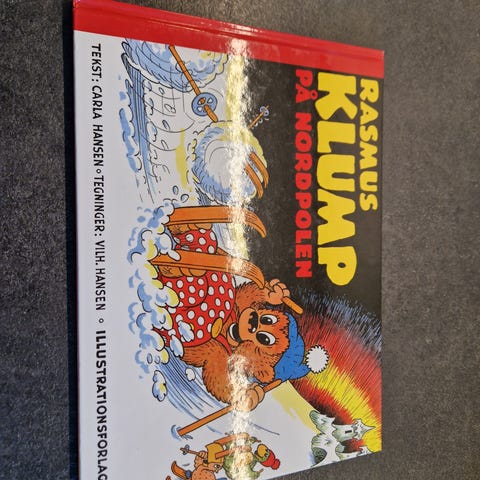 RASMUS
KLUMP
PÅ NORDPOLEN
TEKST: CARLA HANSEN ∘ TEGNINGER: VILH. HANSEN ∘ ILLUSTRATIONSFORLAG